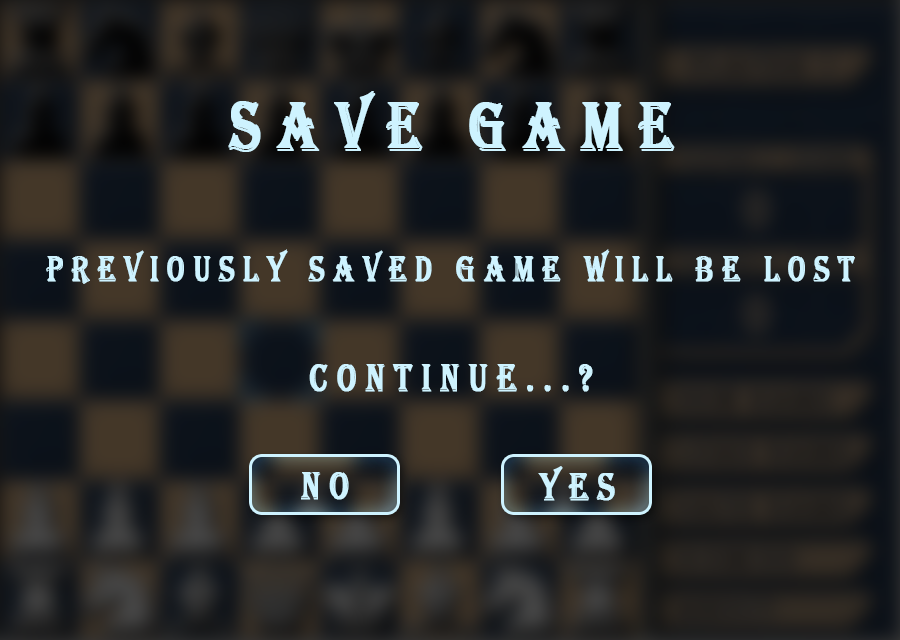 SAVE GAME
PREVIOUSLY SAVED GAME WILL BE LOST
CONTINUE...?
NO YES